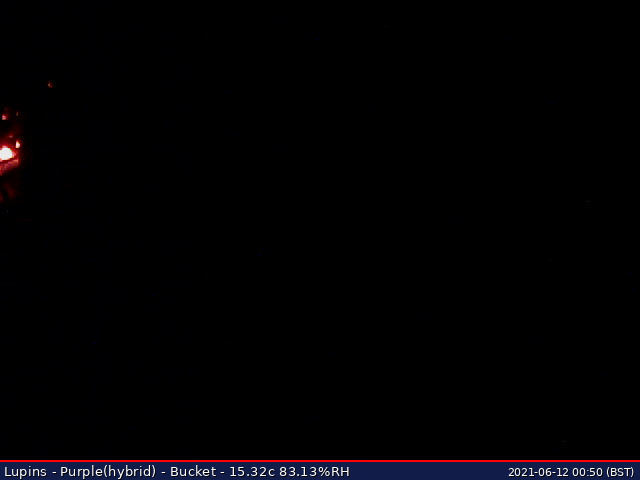 Lupins - Purple(hybrid) - Bucket - 15.32c 83.13%RH
2021-06-12 00:50 (BST)